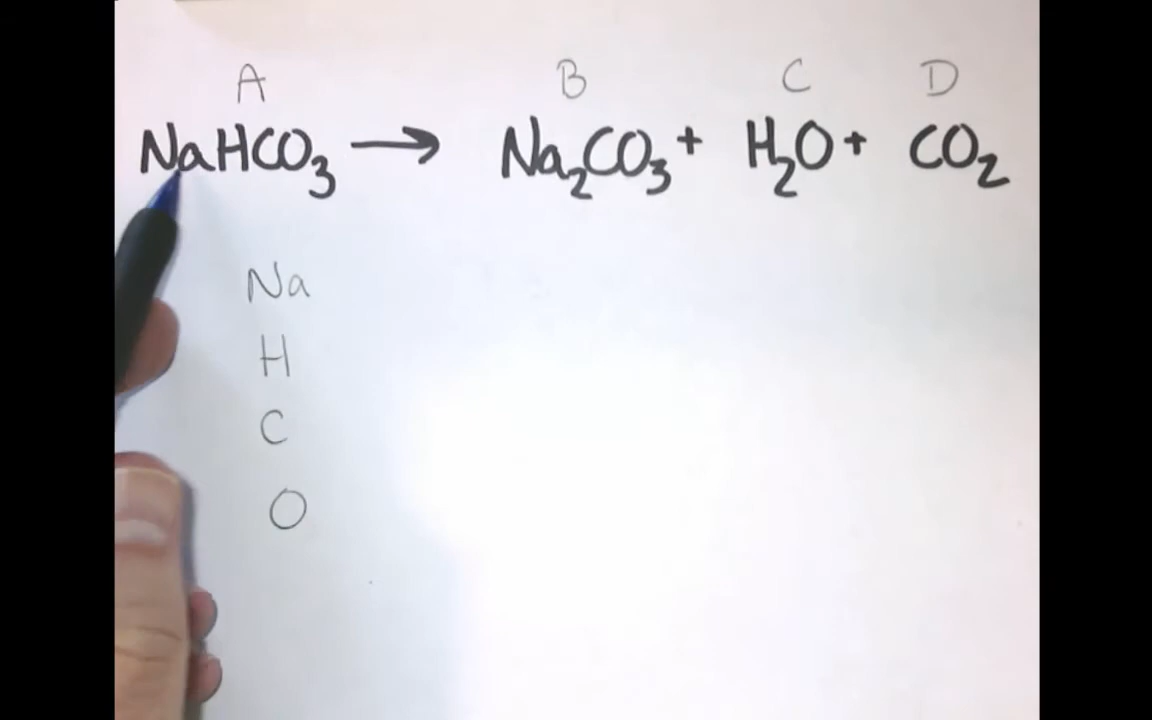 A B C D
NaHCO₃ → Na₂CO₃ + H₂O + CO₂
Na
H
C
O